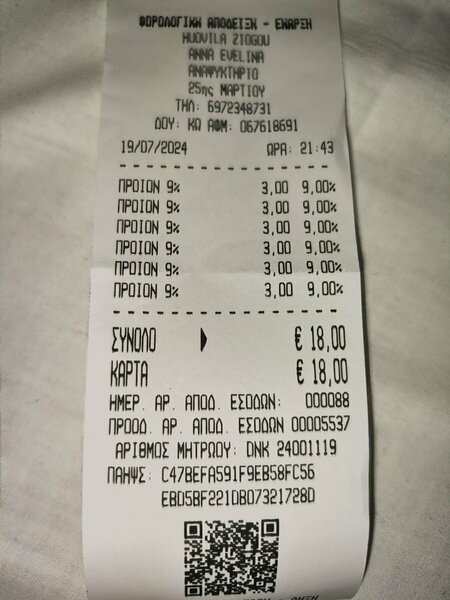 ΦΟΡΟΛΟΓΙΚΗ ΑΠΟΔΕΙΞΗ - ΕΝΑΡΞΗ
HUOVILA ZIOGOU
ANNA EVELINA
ΑΝΑΨΥΚΤΗΡΙΟ
25ης ΜΑΡΤΙΟΥ
ΤΗΛ: 6972348731
ΔΟΥ: ΚΩ ΑΦΜ: 067618691
19/07/2024 ΩΡΑ: 21:43
ΠΡΟΙΟΝ 9% 3,00 9,00%
ΠΡΟΙΟΝ 9% 3,00 9,00%
ΠΡΟΙΟΝ 9% 3,00 9,00%
ΠΡΟΙΟΝ 9% 3,00 9,00%
ΠΡΟΙΟΝ 9% 3,00 9,00%
ΠΡΟΙΟΝ 9% 3,00 9,00%
ΣΥΝΟΛΟ € 18,00
ΚΑΡΤΑ € 18,00
ΗΜΕΡ. ΑΡ. ΑΠΟΔ. ΕΣΟΔΩΝ: 000088
ΠΡΟΟΔ. ΑΡ. ΑΠΟΔ. ΕΣΟΔΩΝ 00005537
ΑΡΙΘΜΟΣ ΜΗΤΡΩΟΥ: DNK 24001119
ΠΑΗΨΣ: C47BEFA591F9EB58FC56
EBD5BF221DB07321728D